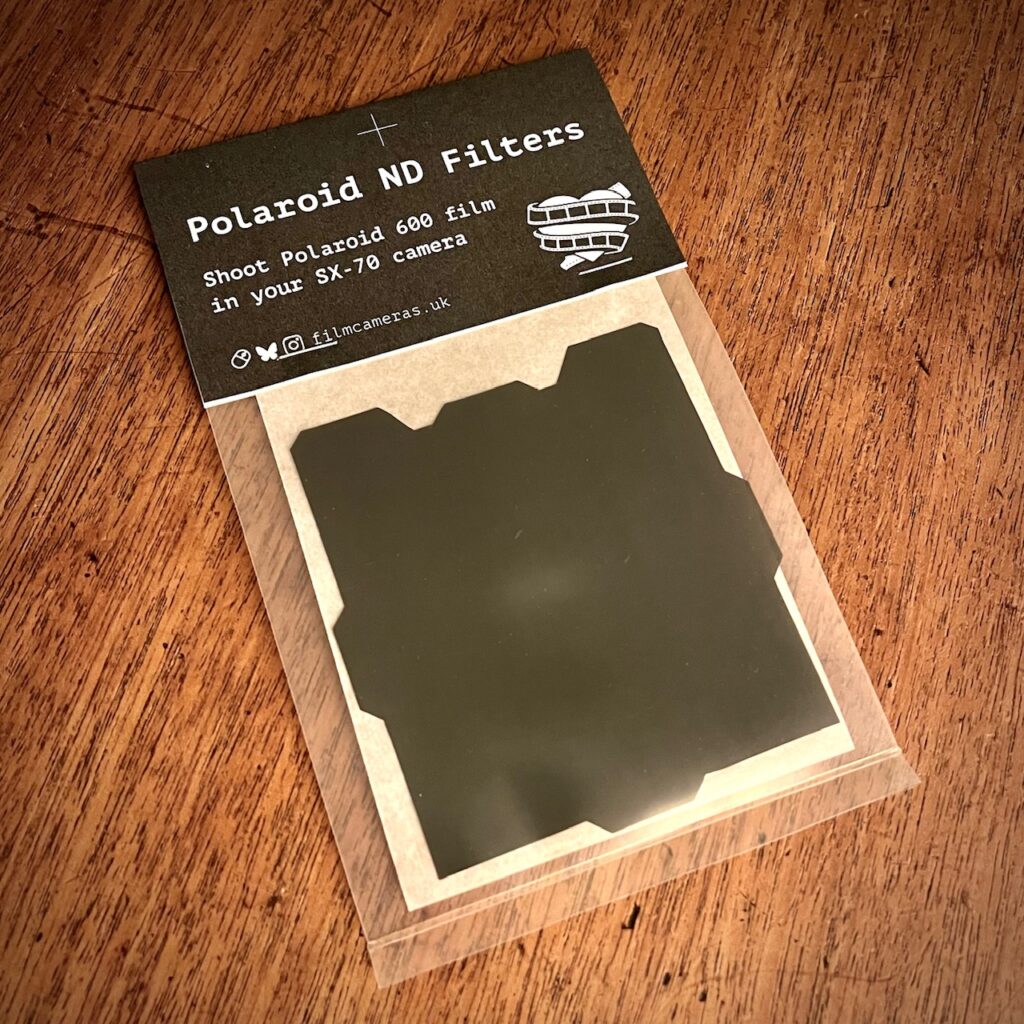 Polaroid ND Filters
Shoot Polaroid 600 film
in your SX-70 camera
filmcameras.uk